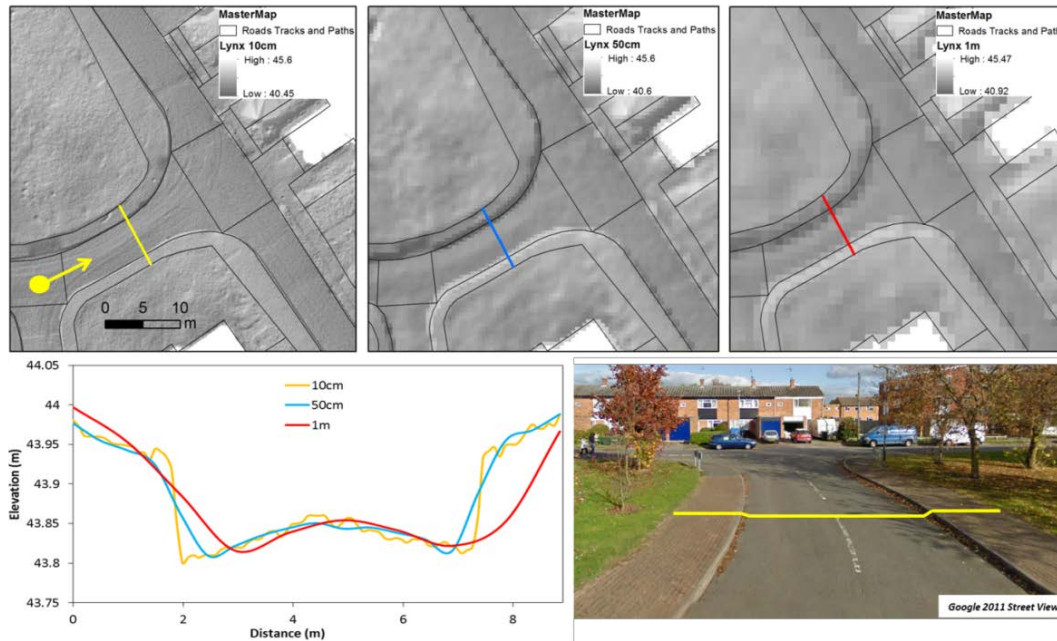 MasterMap
Roads Tracks and Paths
Lynx 10cm
High : 45.6
Low : 40.45
0 5 10
m
MasterMap
Roads Tracks and Paths
Lynx 50cm
High : 45.6
Low : 40.6
MasterMap
Roads Tracks and Paths
Lynx 1m
High : 45.47
Low : 40.92
44.05
44
43.95
43.9
43.85
43.8
43.75
Elevation (m)
10cm
50cm
1m
0 2 4 6 8
Distance (m)
Google 2011 Street View